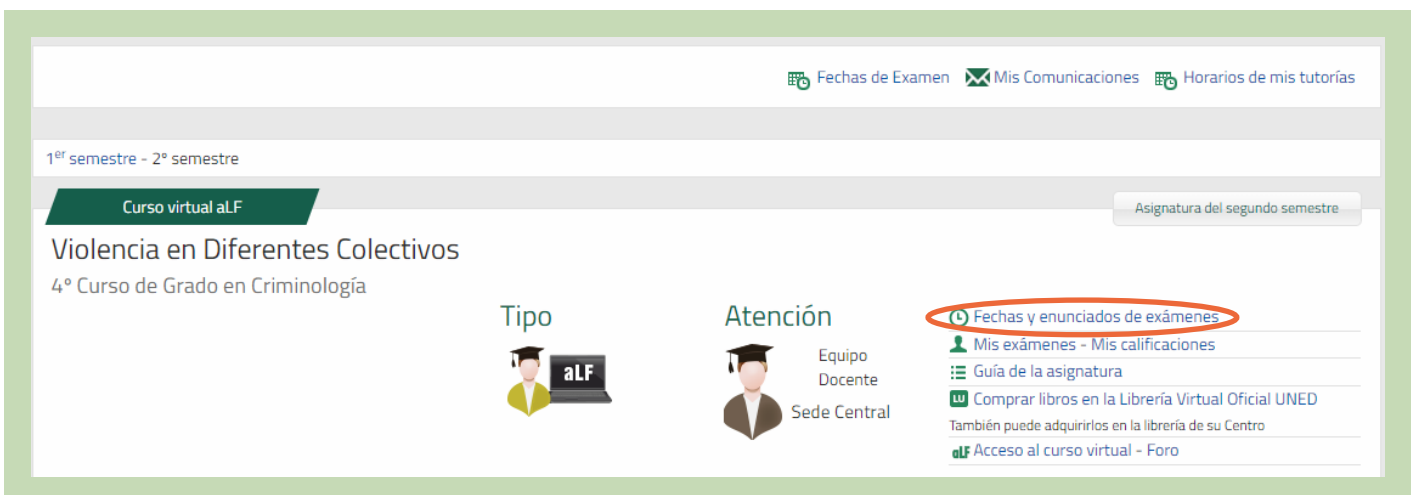 Fechas de Examen Mis Comunicaciones Horarios de mis tutorías
1er semestre - 2º semestre
Curso virtual aLF
Asignatura del segundo semestre
Violencia en Diferentes Colectivos
4º Curso de Grado en Criminología
Tipo
aLF
Atención
Equipo
Docente
Sede Central
Fechas y enunciados de exámenes
Mis exámenes - Mis calificaciones
Guía de la asignatura
LU Comprar libros en la Librería Virtual Oficial UNED
También puede adquirirlos en la librería de su Centro
aLF Acceso al curso virtual - Foro